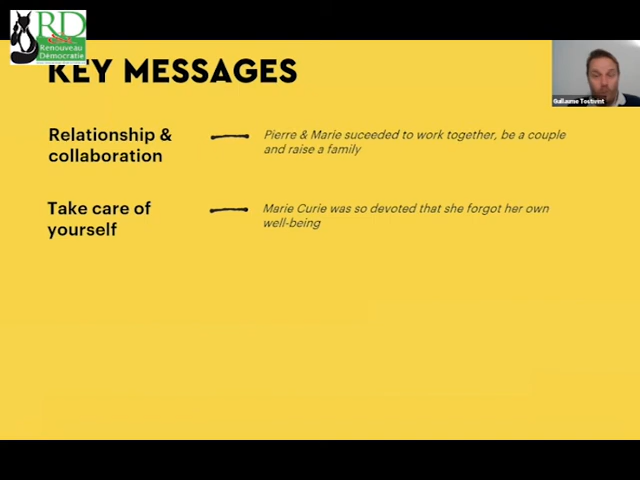 RD
Renouveau
Démocratie
KEY MESSAGES
Guillaume Tostivint
Relationship &
collaboration
Pierre & Marie suceeded to work together, be a couple
and raise a family
Take care of
yourself
Marie Curie was so devoted that she forgot her own
well-being